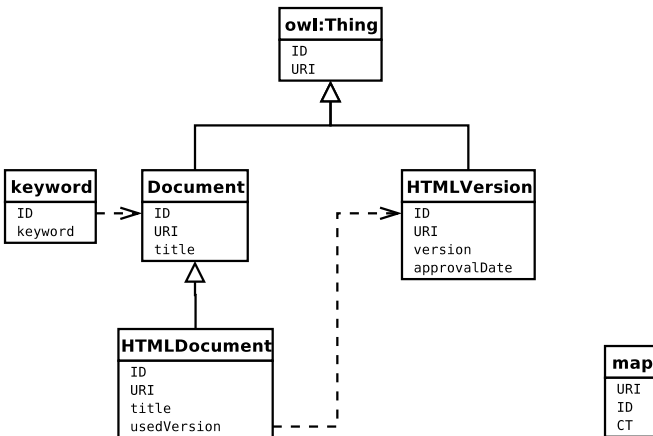 owl:Thing
ID
URI
keyword
ID
keyword
Document
ID
URI
title
HTMLVersion
ID
URI
version
approvalDate
HTMLDocument
ID
URI
title
usedVersion
map
URI
ID
CT